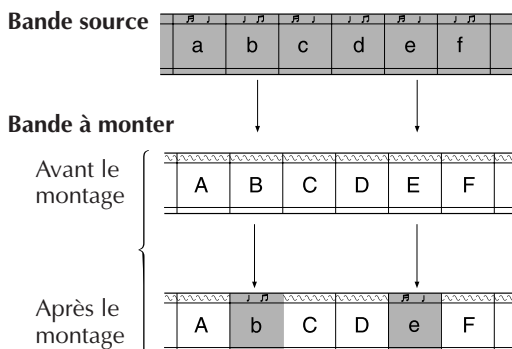 Bande source
a b c d e f
Bande à monter
Avant le
montage
A B C D E F
Après le
montage
A b C D e F